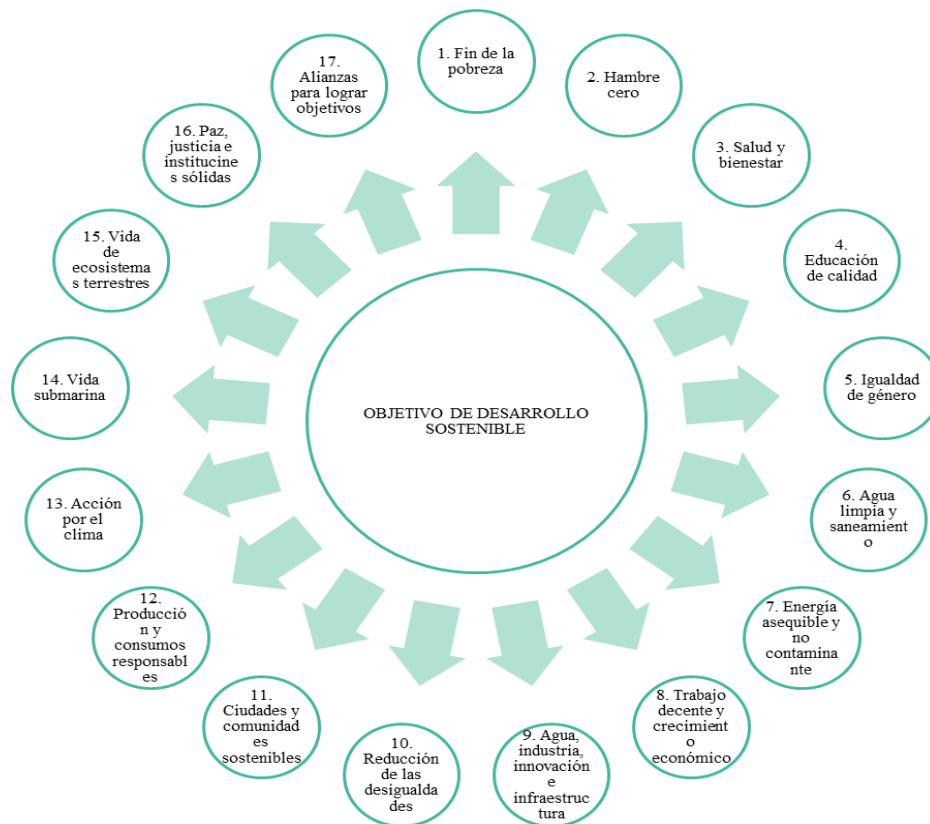 1. Fin de la
pobreza
2. Hambre
cero
3. Salud y
bienestar
4.
Educación
de calidad
5. Igualdad
de género
6. Agua
limpia y
saneamient
o
7. Energía
asequible y
no
contamina
nte
8. Trabajo
decente y
crecimient
o económico
9. Agua,
industria,
innovación
e
infraestruc
tura
10.
Reducción
de las
desigualda
des
11.
Ciudades y
comunidad
es
sostenibles
12.
Producció
n y
consumos
responsabl
es
13. Acción
por el
clima
14. Vida
submarina
15. Vida
de
ecosistema
s terrestres
16. Paz,
justicia e
institucine
s sólidas
17.
Alianzas
para lograr
objetivos
OBJETIVO DE DESARROLLO
SOSTENIBLE